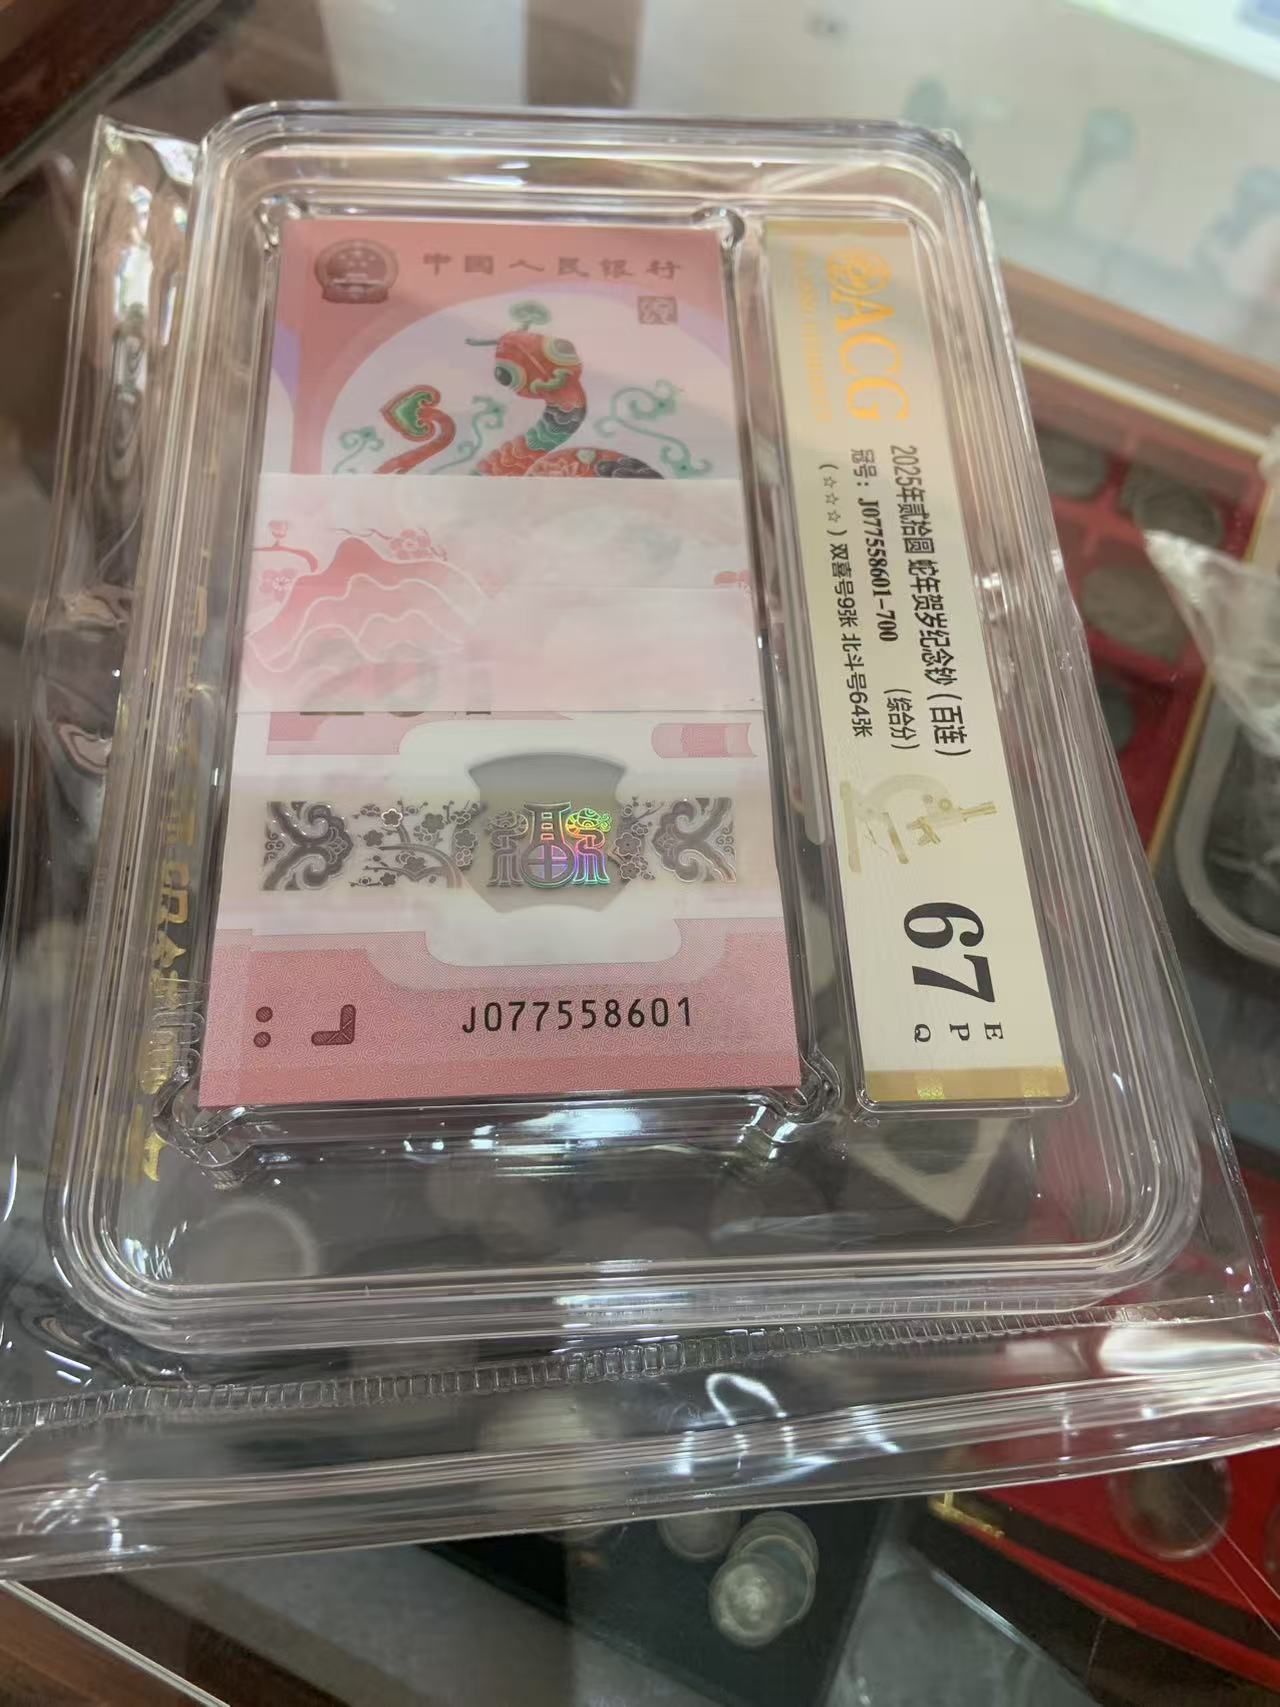 中国人民银行
J077558601
ACG
2025年贰拾圆 蛇年贺岁纪念钞（百连）
冠号：J077558601-700 （综合分）
（☆☆☆）双喜号9张 北斗号64张
67
E
P
Q